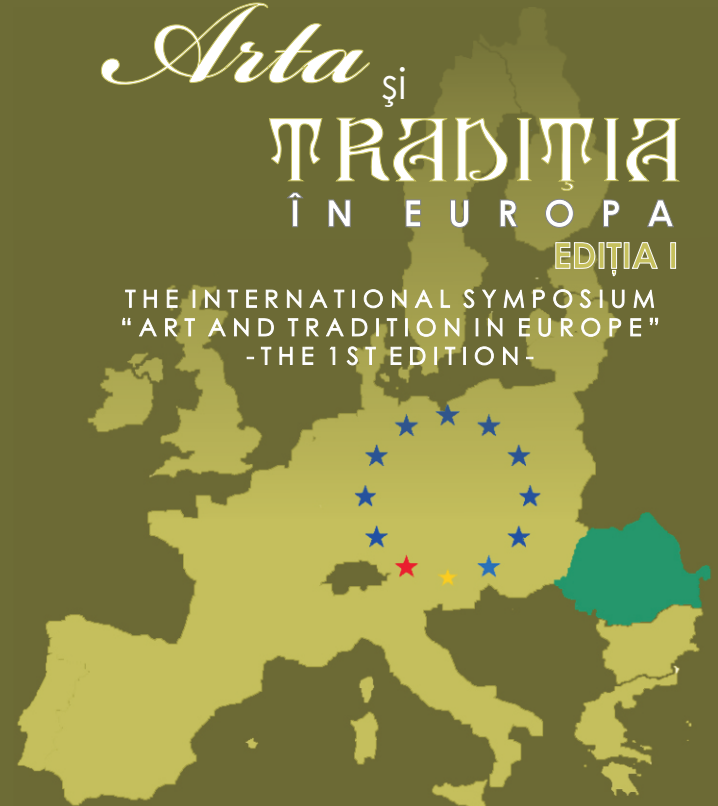 Arta
şi
TRADIŢIA
ÎN EUROPA
EDIŢIA I
THE INTERNATIONAL SYMPOSIUM
“ART AND TRADITION IN EUROPE”
-THE 1ST EDITION-